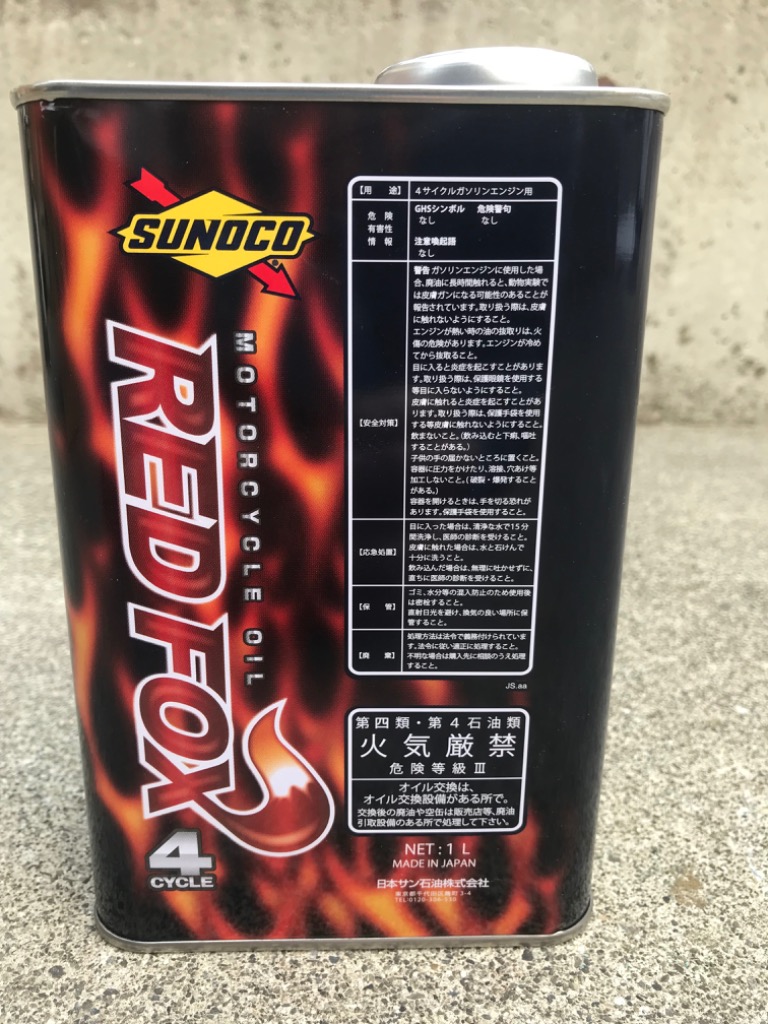 SUNOCO
MOTORCYCLE OIL
RED FOX
4
CYCLE
【用 途】 4サイクルガソリンエンジン用
危 険
有害性
情 報
GHSシンボル 危険警句
なし なし
注意喚起語
なし
【安全対策】
警告 ガソリンエンジンに使用した場
合、廃油に長時間触れると、動物実験で
は皮膚ガンになる可能性のあることが
報告されています。取り扱う際は、皮膚
に触れないようにすること。
エンジンが熱い時の油の抜取りは、火
傷の危険があります。エンジンが冷め
てから抜取ること。
目に入ると炎症を起こすことがありま
す。取り扱う際は、保護眼鏡を使用する
等目に入らないようにすること。
皮膚に触れると炎症を起こすことがあ
ります。取り扱う際は、保護手袋を使用
する等皮膚に触れないようにすること。
飲まないこと。(飲み込むと下痢、嘔吐
することがある。)
子供の手の届かないところに置くこと。
容器に圧力をかけたり、溶接、穴あけ等
加工しないこと。(破裂・爆発すること
がある。)
容器を開けるときは、手を切る恐れが
あります。保護手袋を使用すること。
【応急処置】
目に入った場合は、清浄な水で15分
間洗浄し、医師の診断を受けること。
皮膚に触れた場合は、水と石けんで
十分に洗うこと。
飲み込んだ場合は、無理に吐かせずに、
直ちに医師の診断を受けること。
【保 管】
ゴミ、水分等の混入防止のため使用後
は密栓すること。
直射日光を避け、換気の良い場所に保
管すること。
【廃 棄】
処理方法は法令で義務付けられていま
す。法令に従い適正に処理すること。
不明な場合は購入先に相談のうえ処理
すること。
JS.aa
第四類・第4石油類
火気厳禁
危険等級Ⅲ
オイル交換は、
オイル交換設備がある所で。
交換後の廃油や空缶は販売店等、廃油
引取設備のある所で処理して下さい。
NET:1 L
MADE IN JAPAN
日本サン石油株式会社
東京都千代田区麹町3-4